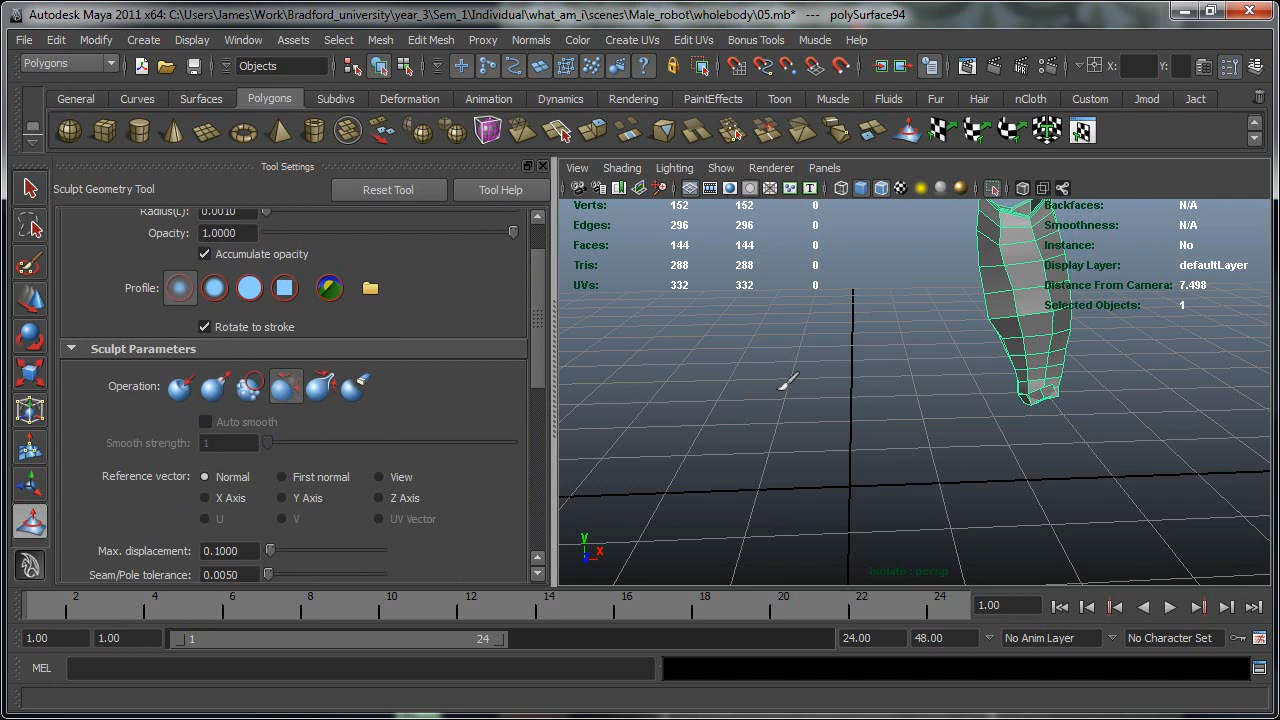 Autodesk Maya 2011 x64: C:\Users\James\Work\Bradford_university\year_3\Sem_1\Individual\what_am_i\scenes\Male_robot\wholebody\05.mb* --- polySurface94
File Edit Modify Create Display Window Assets Select Mesh Edit Mesh Proxy Normals Color Create UVs Edit UVs Bonus Tools Muscle Help
Polygons Objects X: Y:
General Curves Surfaces Polygons Subdivs Deformation Animation Dynamics Rendering PaintEffects Toon Muscle Fluids Fur Hair nCloth Custom Jmod Jact
Tool Settings
View Shading Lighting Show Renderer Panels
Sculpt Geometry Tool Reset Tool Tool Help
Radius(L): 0.0010
Opacity: 1.0000
Accumulate opacity
Profile:
Rotate to stroke
Sculpt Parameters
Operation:
Auto smooth
Smooth strength: 1
Reference vector: Normal First normal View
X Axis Y Axis Z Axis
U V UV Vector
Max. displacement: 0.1000
Seam/Pole tolerance: 0.0050
Verts: 152 152 0
Edges: 296 296 0
Faces: 144 144 0
Tris: 288 288 0
UVs: 332 332 0
Backfaces: N/A
Smoothness: N/A
Instance: No
Display Layer: defaultLayer
Distance From Camera: 7.498
Selected Objects: 1
y
x
Isolate : persp
2 4 6 8 10 12 14 16 18 20 22 24 1.00
1.00 1.00 1 24 24.00 48.00 No Anim Layer No Character Set
MEL